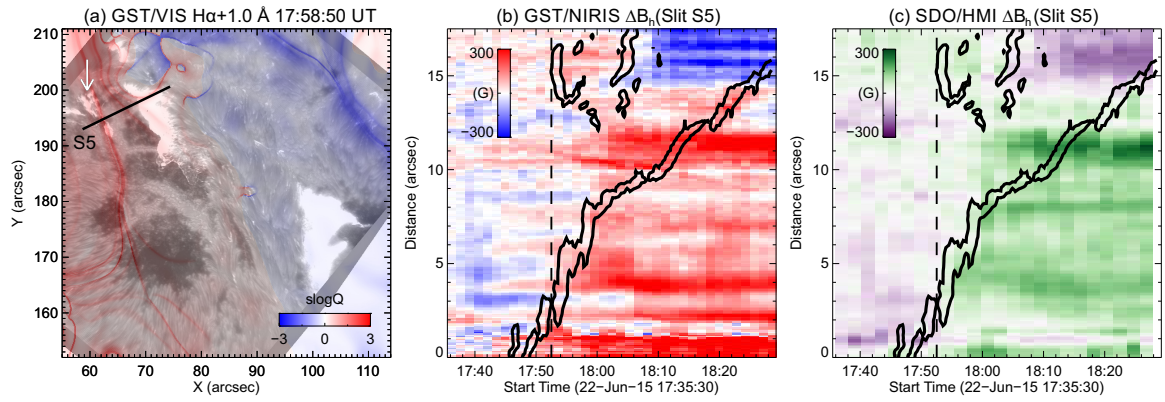 (a) GST/VIS Hα+1.0 Å 17:58:50 UT
210
200
190
180
170
160
Y (arcsec)
S5
slogQ
−3 0 3
60 70 80 90 100 110
X (arcsec)
(b) GST/NIRIS ΔBh(Slit S5)
300
(G)
−300
15
10
5
0
Distance (arcsec)
17:40 17:50 18:00 18:10 18:20
Start Time (22−Jun−15 17:35:30)
(c) SDO/HMI ΔBh(Slit S5)
300
(G)
−300
15
10
5
0
Distance (arcsec)
17:40 17:50 18:00 18:10 18:20
Start Time (22−Jun−15 17:35:30)